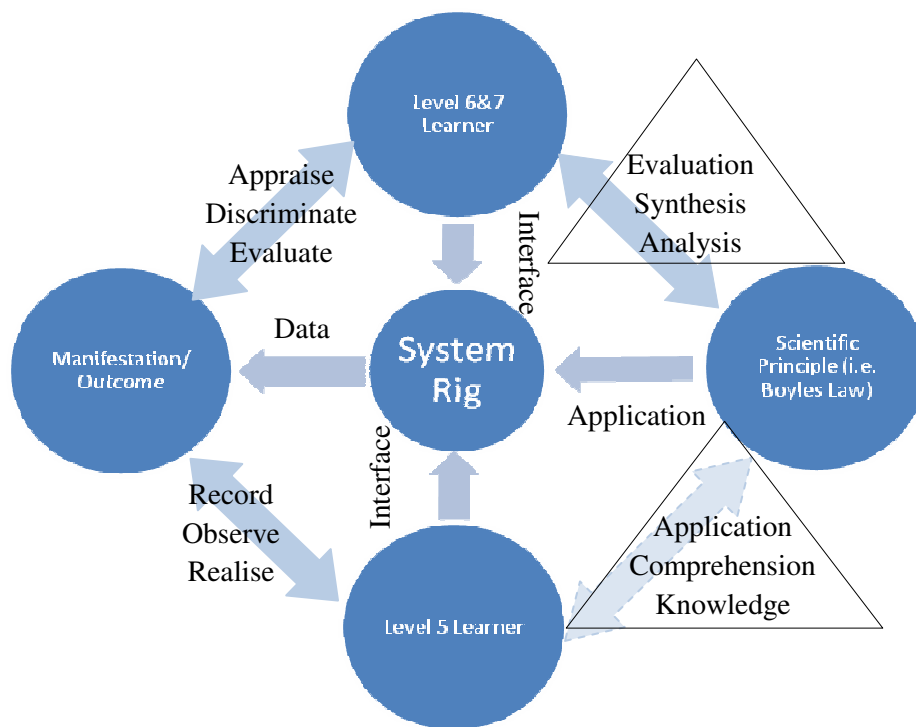 Level 6&7
Learner
Appraise
Discriminate
Evaluate
Interface
Evaluation
Synthesis
Analysis
Manifestation/
Outcome
Data
System
Rig
Application
Scientific
Principle (i.e.
Boyles Law)
Interface
Record
Observe
Realise
Level 5 Learner
Application
Comprehension
Knowledge